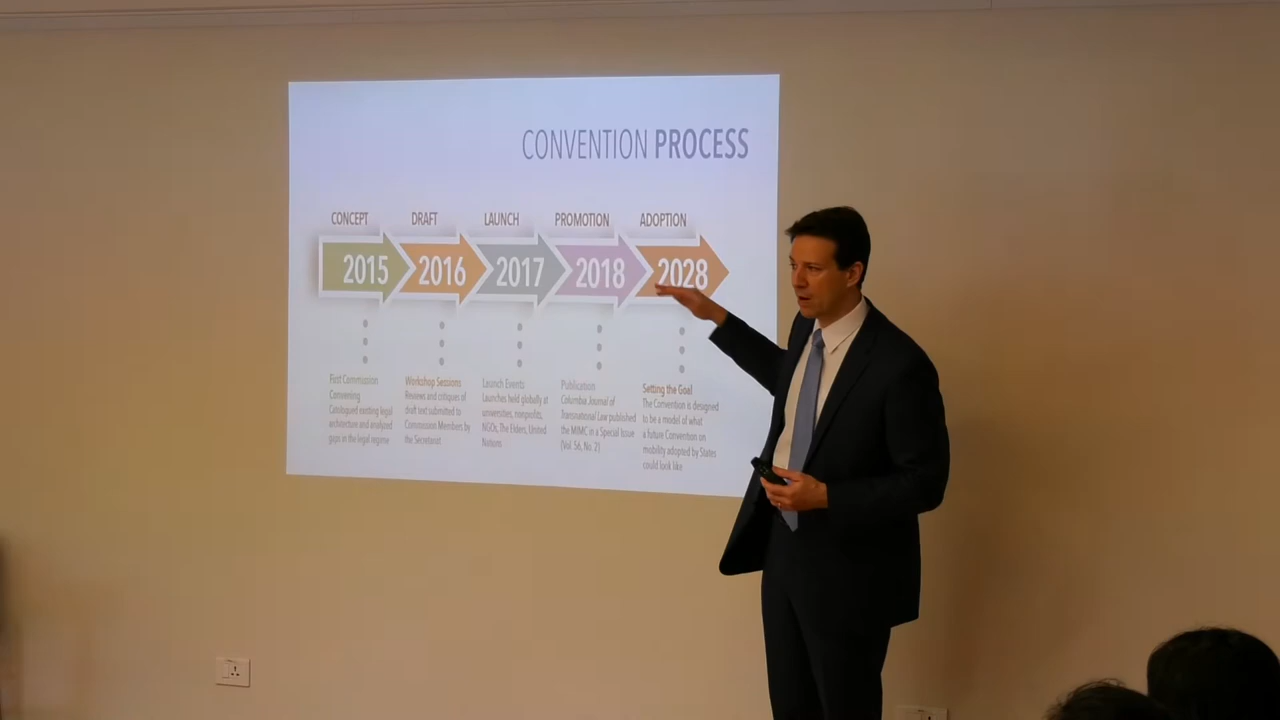 CONVENTION PROCESS
CONCEPT DRAFT LAUNCH PROMOTION ADOPTION
2015 2016 2017 2018 2028
First Commission
Convening
Catalogued existing legal
architecture and analyzed
gaps in the legal regime
Workshop Sessions
Reviews and critiques of
draft text submitted to
Commission Members by
the Secretariat
Launch Events
Launches held globally at
universities, nonprofits,
NGOs, The Elders, United
Nations
Publication
Columbia Journal of
Transnational Law published
the MIMC in a Special Issue
(Vol. 56, No. 2)
Setting the Goal
The Convention is designed
to be a model of what
a future Convention on
mobility adopted by States
could look like